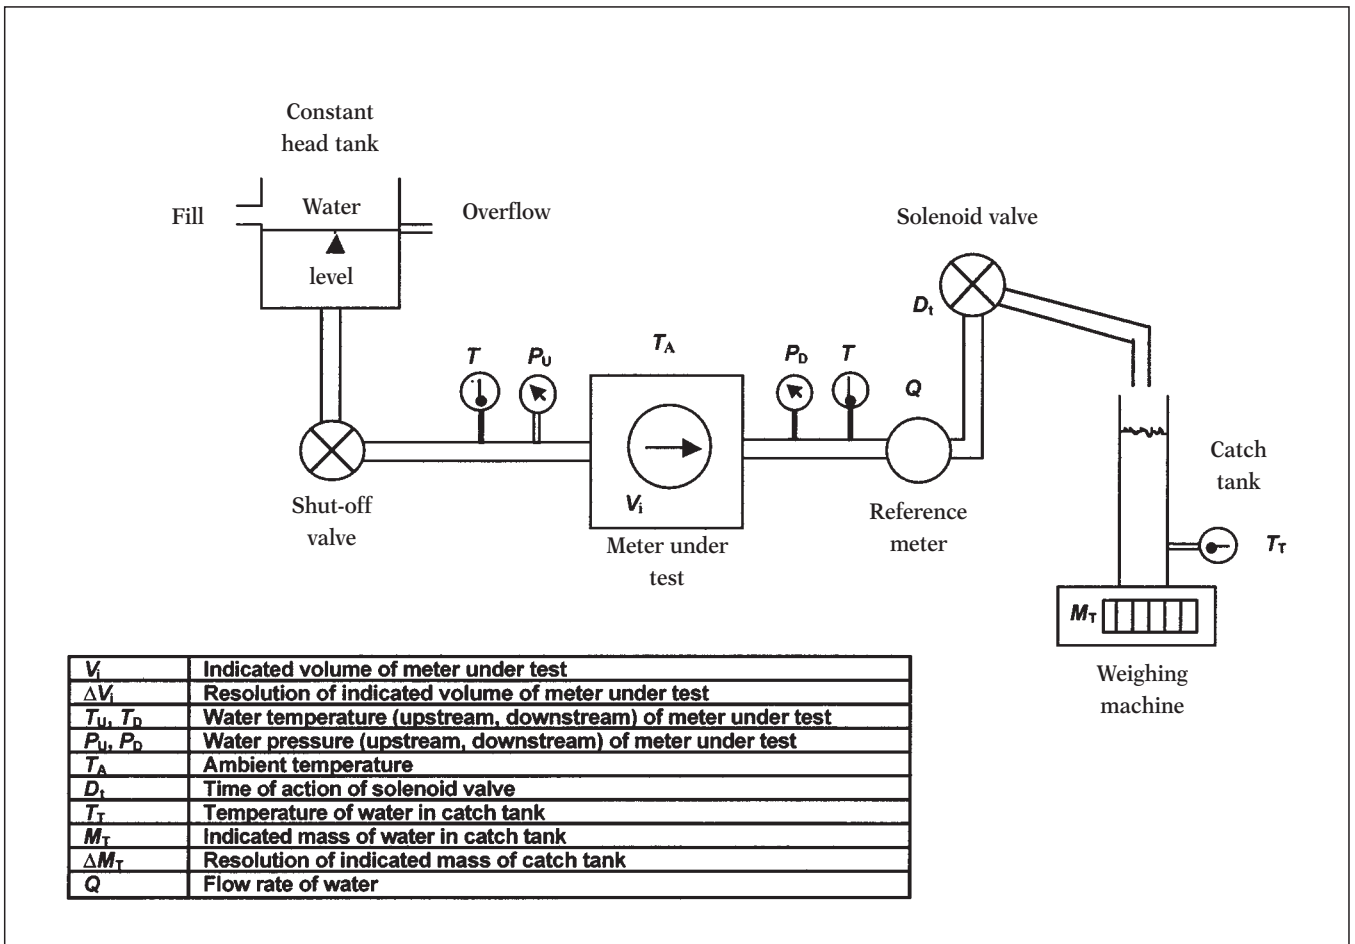 Constant
head tank
Fill
Water
Overflow
level
Solenoid valve
Dt
T
PU
TA
PD
T
Q
Vi
Shut-off
valve
Meter under
test
Reference
meter
Catch
tank
TT
MT
Weighing
machine
Vi Indicated volume of meter under test
ΔVi Resolution of indicated volume of meter under test
TU, TD Water temperature (upstream, downstream) of meter under test
PU, PD Water pressure (upstream, downstream) of meter under test
TA Ambient temperature
Dt Time of action of solenoid valve
TT Temperature of water in catch tank
MT Indicated mass of water in catch tank
ΔMT Resolution of indicated mass of catch tank
Q Flow rate of water